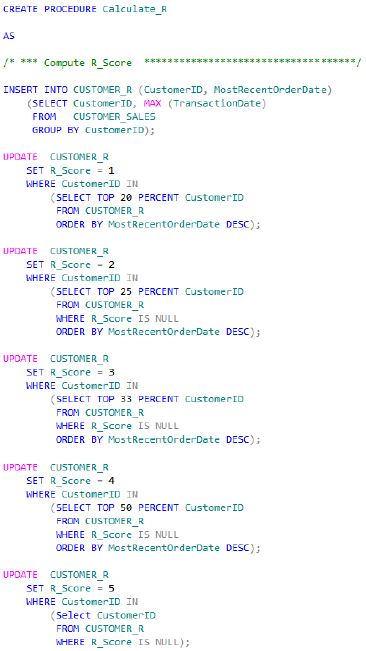 CREATE PROCEDURE Calculate_R
AS
/* *** Compute R_Score ************************************/
INSERT INTO CUSTOMER_R (CustomerID, MostRecentOrderDate)
(SELECT CustomerID, MAX (TransactionDate)
FROM CUSTOMER_SALES
GROUP BY CustomerID);
UPDATE CUSTOMER_R
SET R_Score = 1
WHERE CustomerID IN
(SELECT TOP 20 PERCENT CustomerID
FROM CUSTOMER_R
ORDER BY MostRecentOrderDate DESC);
UPDATE CUSTOMER_R
SET R_Score = 2
WHERE CustomerID IN
(SELECT TOP 25 PERCENT CustomerID
FROM CUSTOMER_R
WHERE R_Score IS NULL
ORDER BY MostRecentOrderDate DESC);
UPDATE CUSTOMER_R
SET R_Score = 3
WHERE CustomerID IN
(SELECT TOP 33 PERCENT CustomerID
FROM CUSTOMER_R
WHERE R_Score IS NULL
ORDER BY MostRecentOrderDate DESC);
UPDATE CUSTOMER_R
SET R_Score = 4
WHERE CustomerID IN
(SELECT TOP 50 PERCENT CustomerID
FROM CUSTOMER_R
WHERE R_Score IS NULL
ORDER BY MostRecentOrderDate DESC);
UPDATE CUSTOMER_R
SET R_Score = 5
WHERE CustomerID IN
(Select CustomerID
FROM CUSTOMER_R
WHERE R_Score IS NULL);